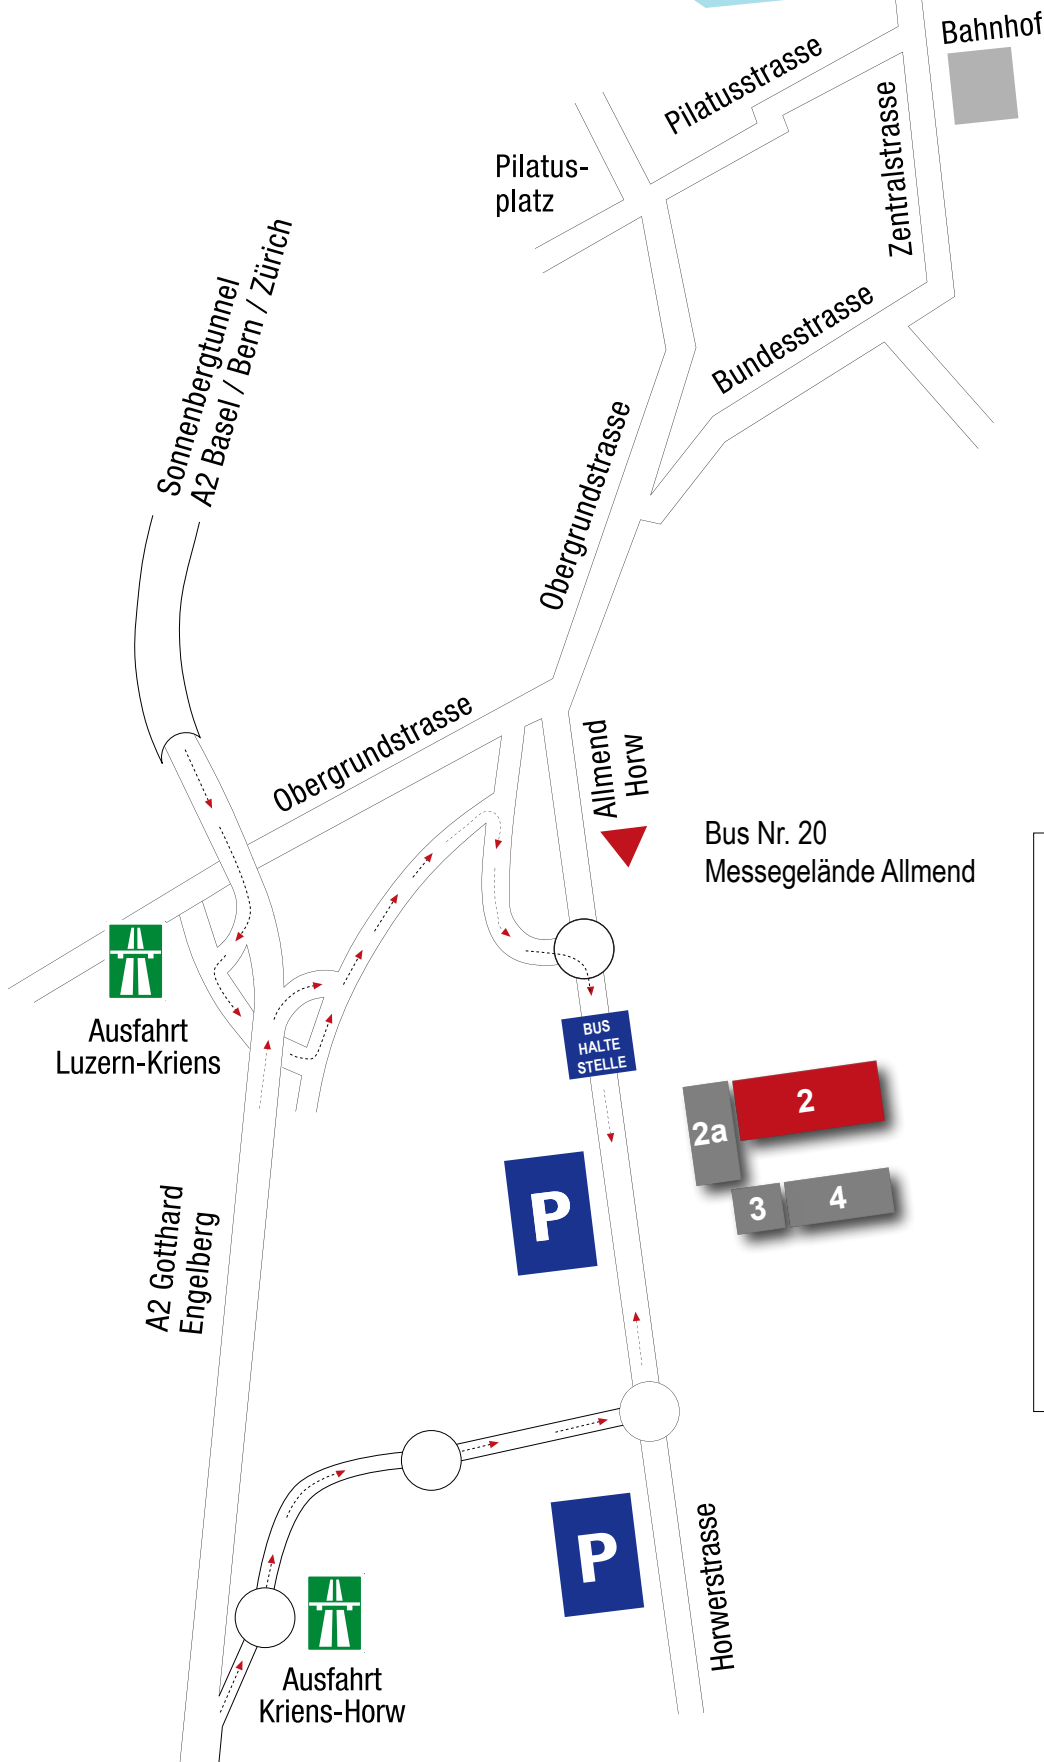 Bahnhof
Pilatusstrasse
Zentralstrasse
Pilatus-
platz
Sonnenbergtunnel
A2 Basel / Bern / Zürich
Bundesstrasse
Obergrundstrasse
Obergrundstrasse
Allmend
Horw
Bus Nr. 20
Messegelände Allmend
Ausfahrt
Luzern-Kriens
BUS
HALTE
STELLE
2
2a
3
4
P
A2 Gotthard
Engelberg
P
Horwerstrasse
Ausfahrt
Kriens-Horw